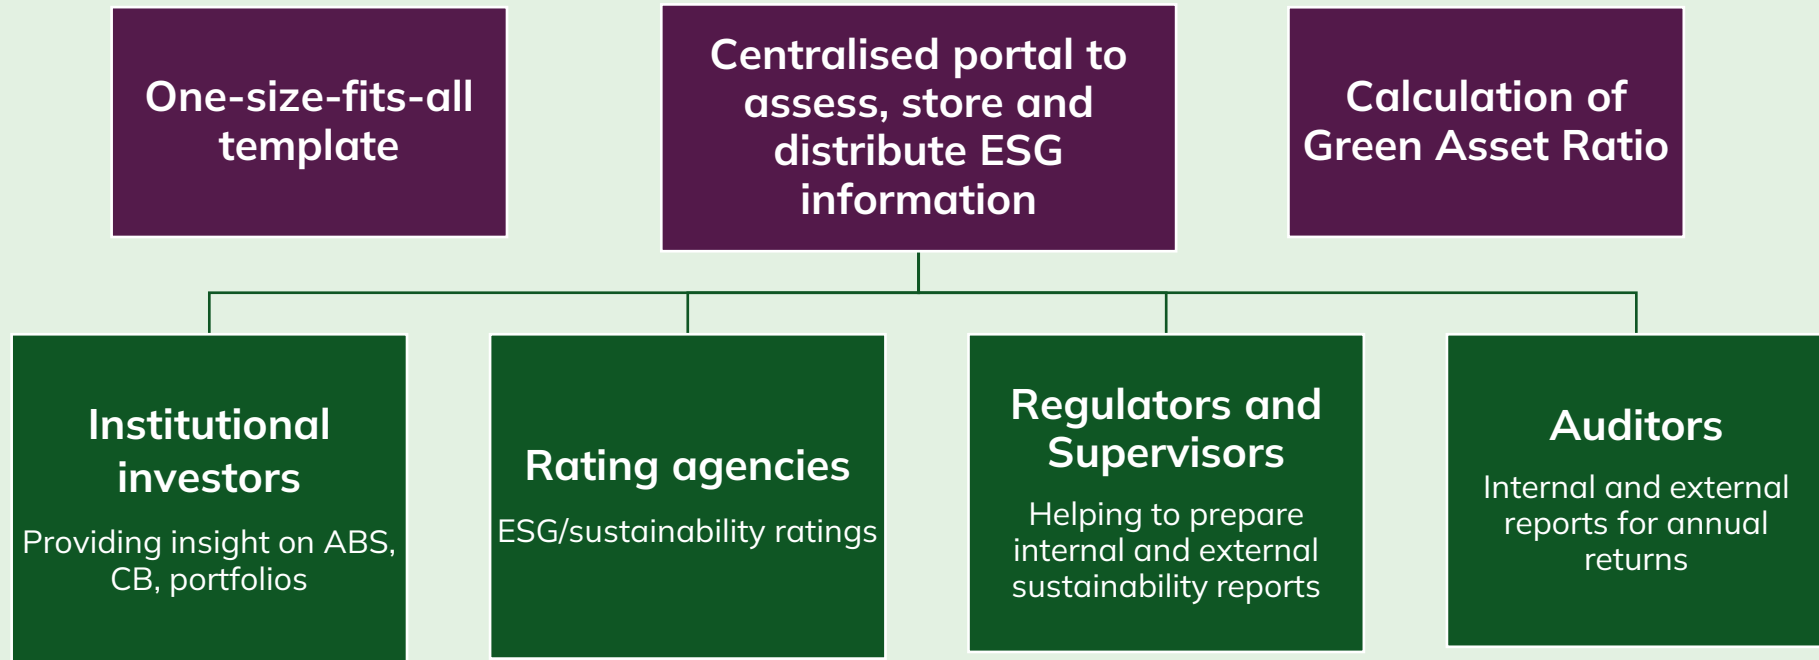 One-size-fits-all
template
Centralised portal to
assess, store and
distribute ESG
information
Calculation of
Green Asset Ratio
Institutional
investors
Providing insight on ABS,
CB, portfolios
Rating agencies
ESG/sustainability ratings
Regulators and
Supervisors
Helping to prepare
internal and external
sustainability reports
Auditors
Internal and external
reports for annual
returns